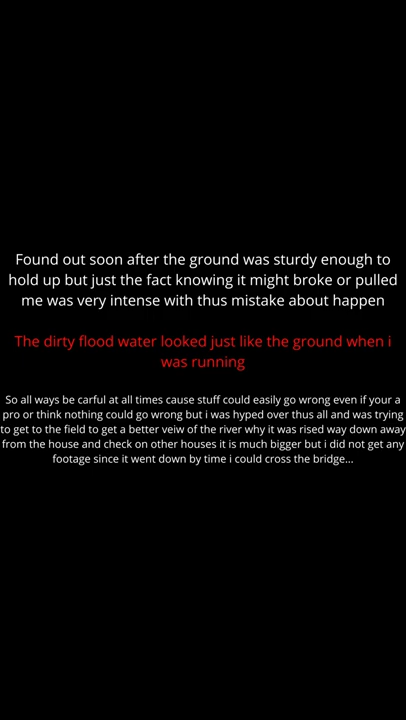 Found out soon after the ground was sturdy enough to
hold up but just the fact knowing it might broke or pulled
me was very intense with thus mistake about happen
The dirty flood water looked just like the ground when i
was running
So all ways be carful at all times cause stuff could easily go wrong even if your a
pro or think nothing could go wrong but i was hyped over thus all and was trying
to get to the field to get a better veiw of the river why it was rised way down away
from the house and check on other houses it is much bigger but i did not get any
footage since it went down by time i could cross the bridge...